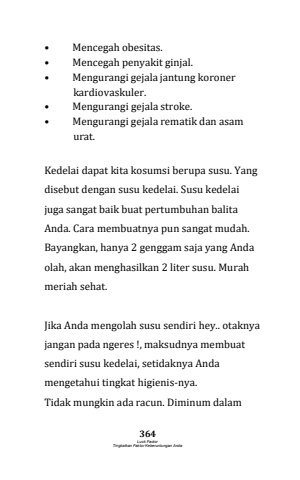 • Mencegah obesitas.
• Mencegah penyakit ginjal.
• Mengurangi gejala jantung koroner
kardiovaskuler.
• Mengurangi gejala stroke.
• Mengurangi gejala rematik dan asam
urat.
Kedelai dapat kita kosumsi berupa susu. Yang
disebut dengan susu kedelai. Susu kedelai
juga sangat baik buat pertumbuhan balita
Anda. Cara membuatnya pun sangat mudah.
Bayangkan, hanya 2 genggam saja yang Anda
olah, akan menghasilkan 2 liter susu. Murah
meriah sehat.
Jika Anda mengolah susu sendiri hey.. otaknya
jangan pada ngeres !, maksudnya membuat
sendiri susu kedelai, setidaknya Anda
mengetahui tingkat higienis-nya.
Tidak mungkin ada racun. Diminum dalam
364
Luck Factor
Tingkatkan Faktor Keberuntungan Anda